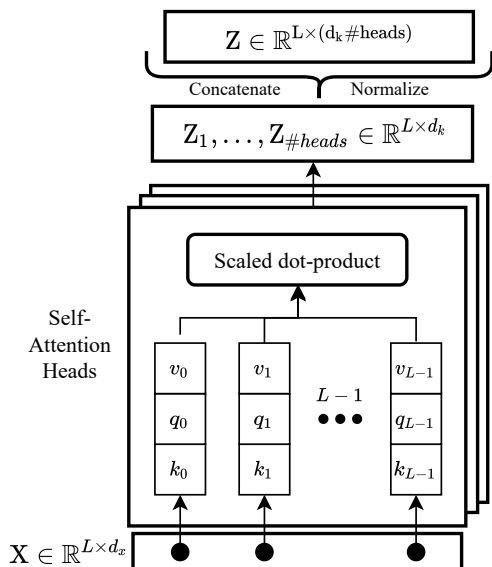 Z ∈ ℝ^{L×(d_k#heads)}
Concatenate Normalize
Z_1, . . . , Z_{#heads} ∈ ℝ^{L×d_k}
Scaled dot-product
Self-
Attention
Heads
v_0 v_1 v_{L−1}
L − 1
q_0 q_1 q_{L−1}
k_0 k_1 k_{L−1}
X ∈ ℝ^{L×d_x}